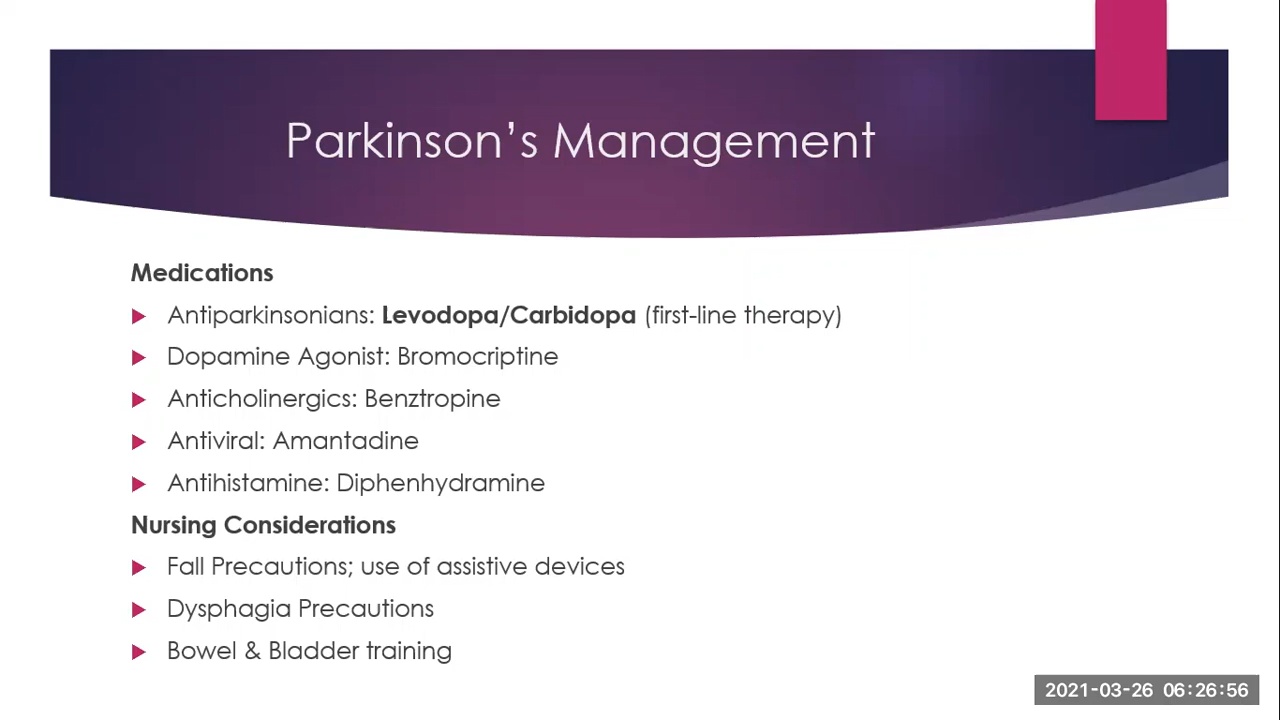 Parkinson’s Management
Medications
Antiparkinsonians: Levodopa/Carbidopa (first-line therapy)
Dopamine Agonist: Bromocriptine
Anticholinergics: Benztropine
Antiviral: Amantadine
Antihistamine: Diphenhydramine
Nursing Considerations
Fall Precautions; use of assistive devices
Dysphagia Precautions
Bowel & Bladder training
2021-03-26 06:26:56